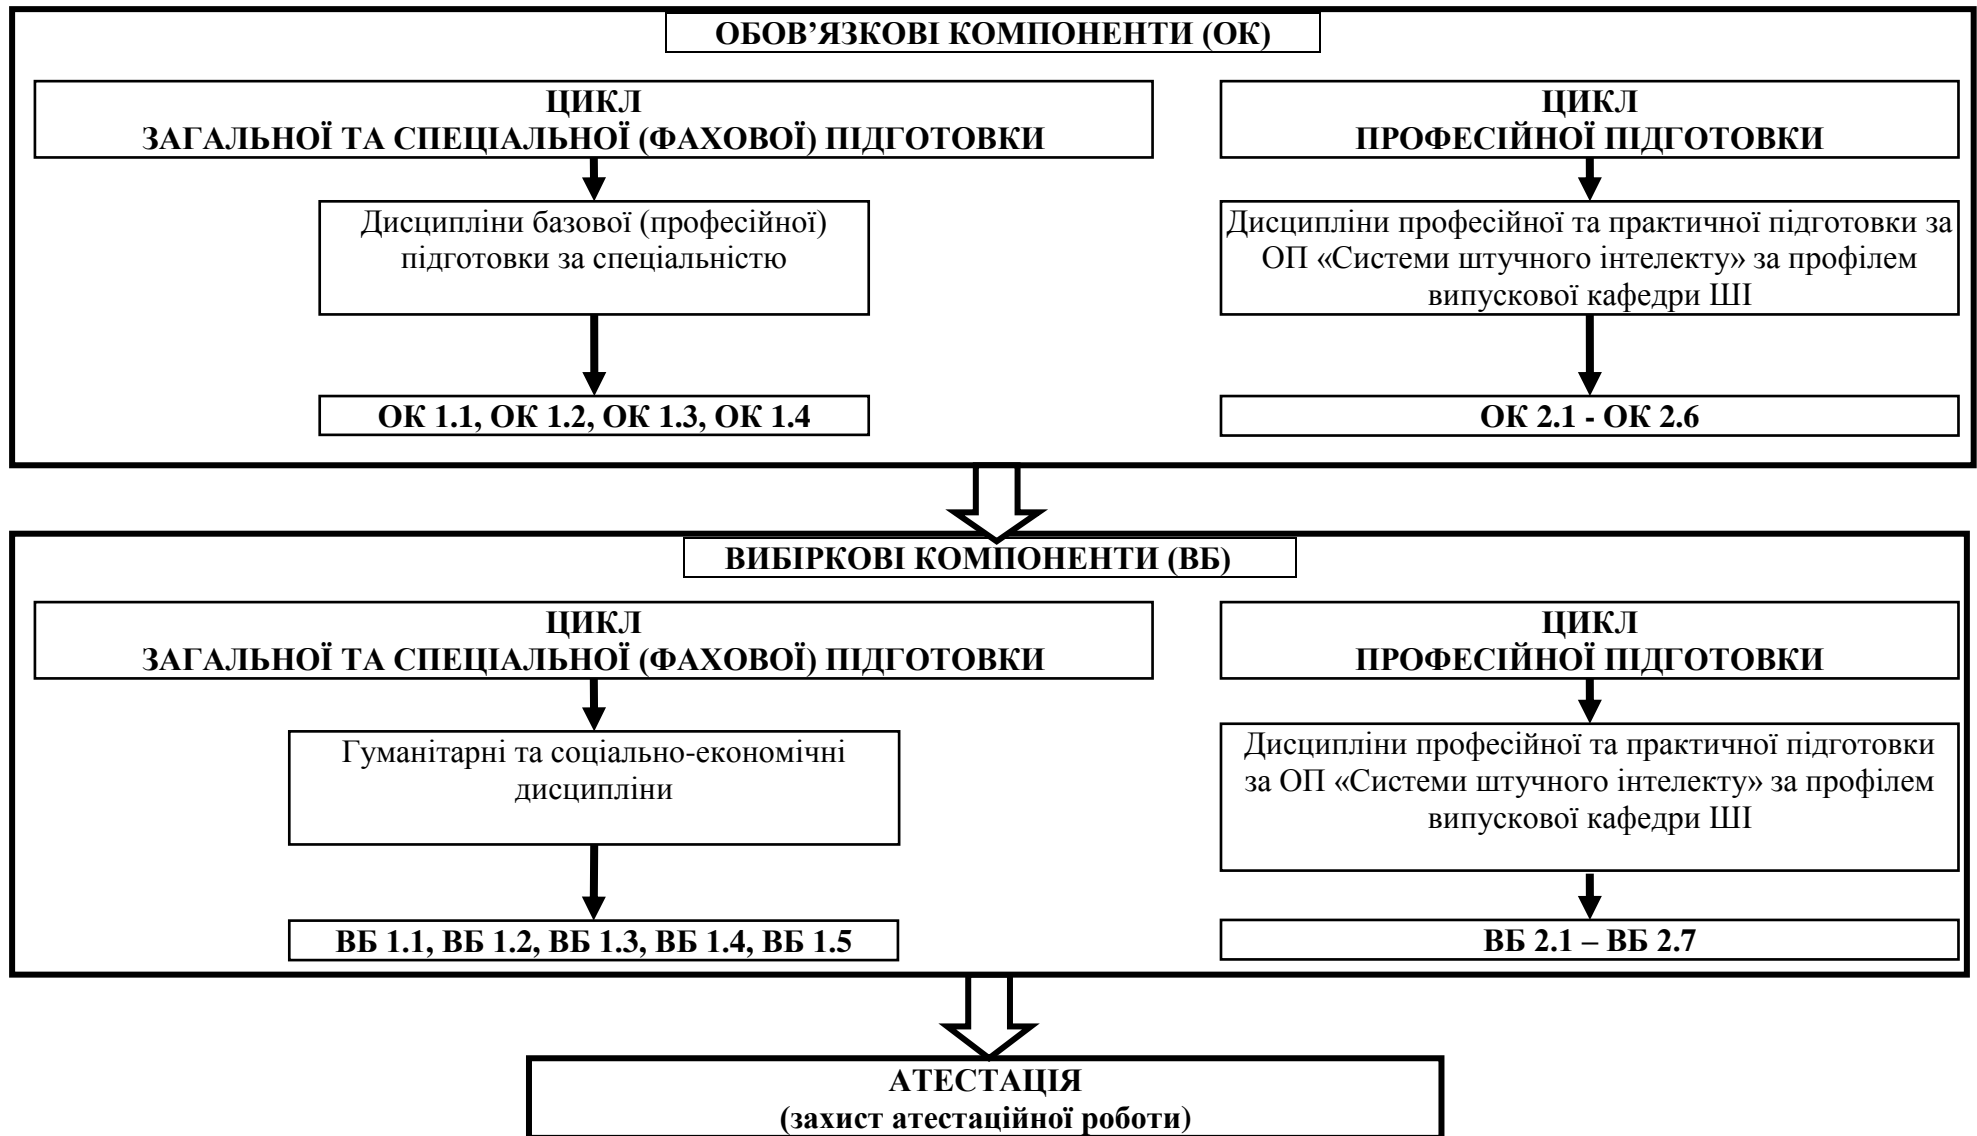 ОБОВ’ЯЗКОВІ КОМПОНЕНТИ (ОК)
ЦИКЛ
ЗАГАЛЬНОЇ ТА СПЕЦІАЛЬНОЇ (ФАХОВОЇ) ПІДГОТОВКИ
Дисципліни базової (професійної)
підготовки за спеціальністю
ОК 1.1, ОК 1.2, ОК 1.3, ОК 1.4
ЦИКЛ
ПРОФЕСІЙНОЇ ПІДГОТОВКИ
Дисципліни професійної та практичної підготовки за
ОП «Системи штучного інтелекту» за профілем
випускової кафедри ШІ
ОК 2.1 - ОК 2.6
ВИБІРКОВІ КОМПОНЕНТИ (ВБ)
ЦИКЛ
ЗАГАЛЬНОЇ ТА СПЕЦІАЛЬНОЇ (ФАХОВОЇ) ПІДГОТОВКИ
Гуманітарні та соціально-економічні
дисципліни
ВБ 1.1, ВБ 1.2, ВБ 1.3, ВБ 1.4, ВБ 1.5
ЦИКЛ
ПРОФЕСІЙНОЇ ПІДГОТОВКИ
Дисципліни професійної та практичної підготовки
за ОП «Системи штучного інтелекту» за профілем
випускової кафедри ШІ
ВБ 2.1 – ВБ 2.7
АТЕСТАЦІЯ
(захист атестаційної роботи)